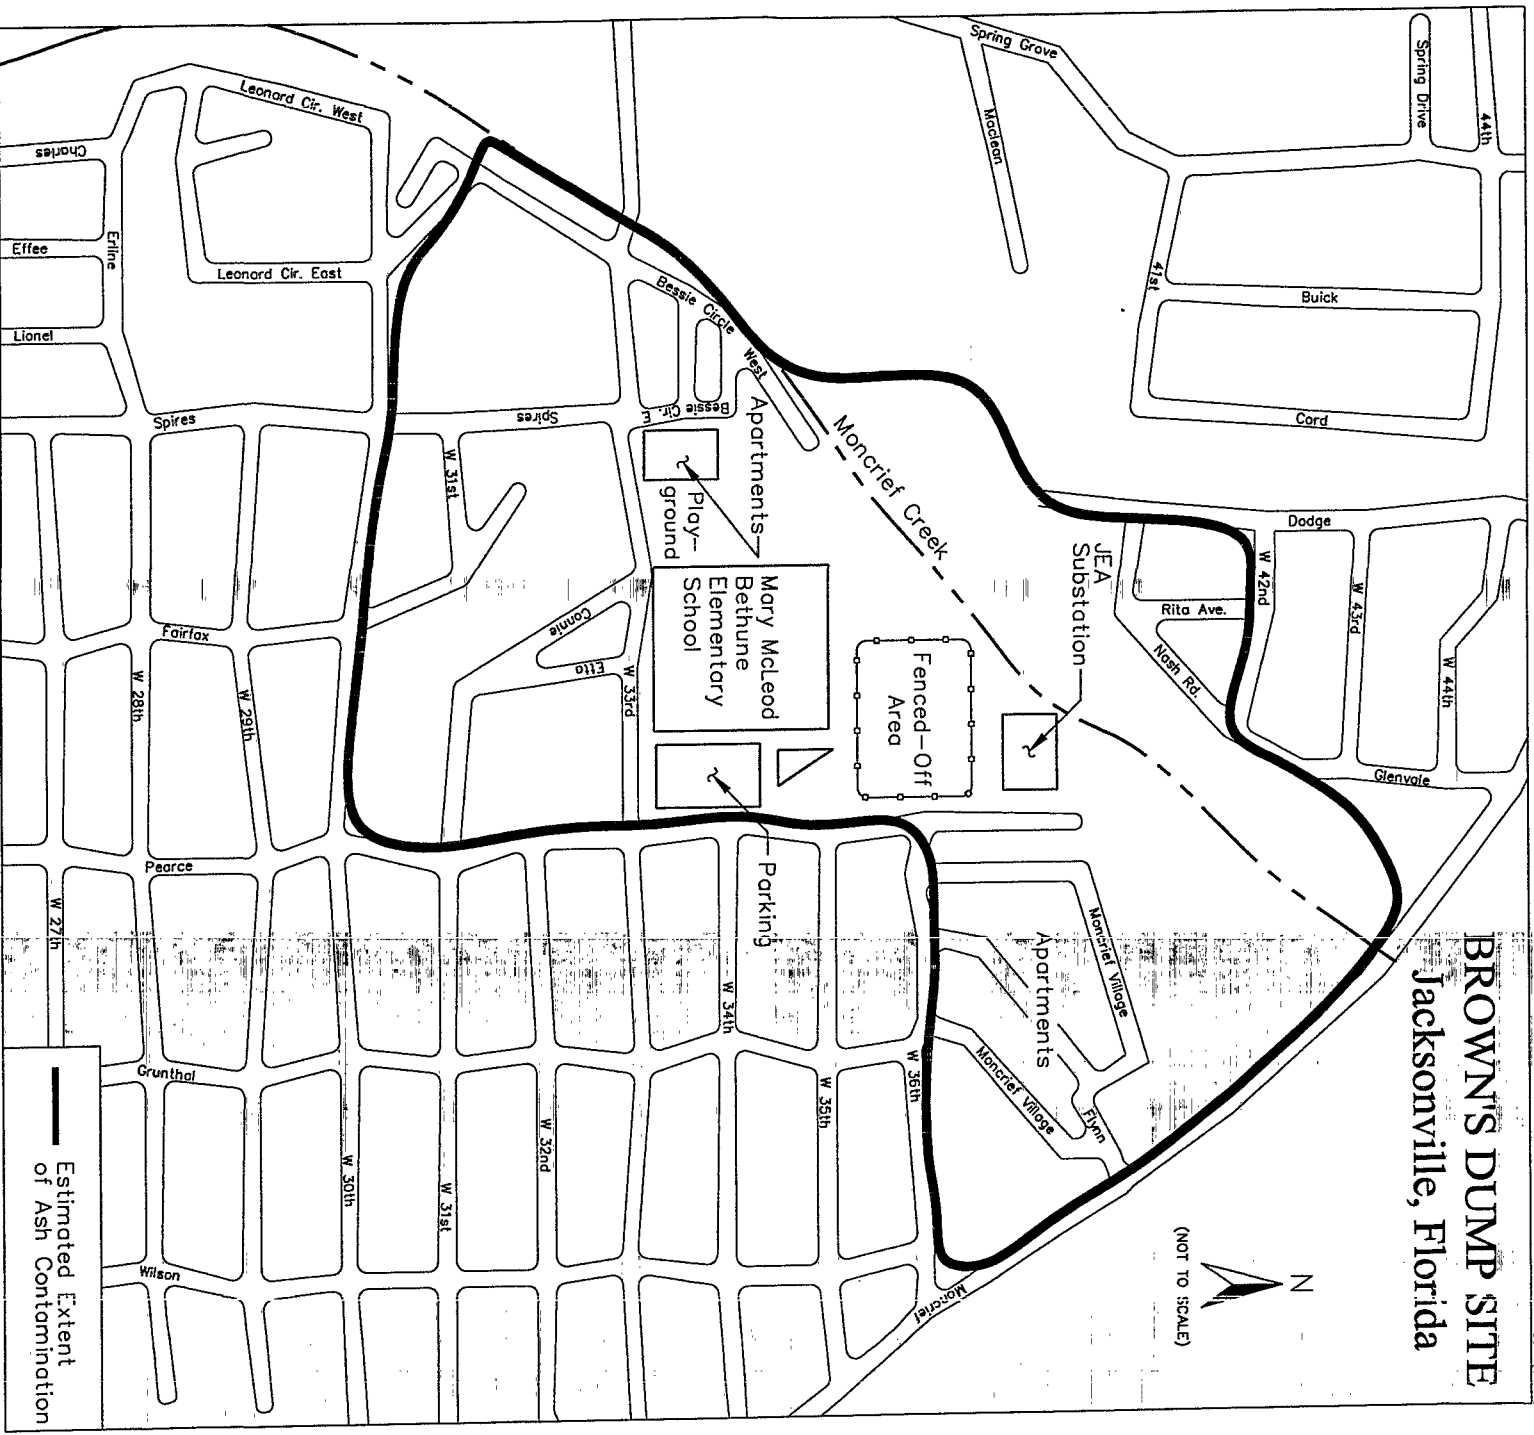 BROWN'S DUMP SITE
Jacksonville, Florida
N
(NOT TO SCALE)
44th
Spring Drive
Spring Grove
Maclean
41st
Buick
Cord
Dodge
W 42nd
W 43rd
W 44th
Rita Ave.
Nash Rd.
Glenvale
JEA
Substation
Moncrief Creek
Fenced-Off
Area
Mary McLeod
Bethune
Elementary
School
Apartments
Play-
ground
Parking
Bessie Circle
West
Bessie Cir. E.
Spires
W 31st
Connie
Etta
W 33rd
Leonard Cir. West
Leonard Cir. East
Charles
Effee
Erline
Lionel
Spires
Fairfax
W 28th
W 29th
Pearce
W 27th
Moncrief Village
Apartments
Moncrief Village
Flynn
W 36th
W 34th
W 35th
W 32nd
W 31st
W 30th
Grunthal
Wilson
Moncrief
Estimated Extent
of Ash Contamination